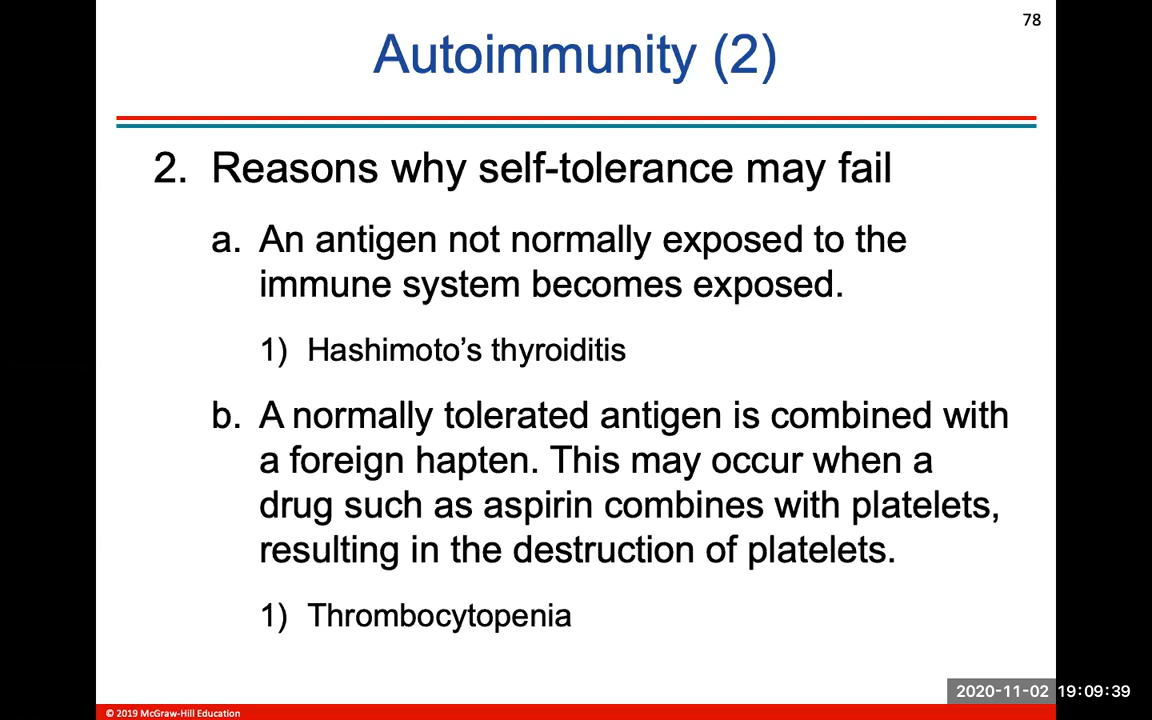 78
Autoimmunity (2)
2. Reasons why self-tolerance may fail
a. An antigen not normally exposed to the
immune system becomes exposed.
1) Hashimoto’s thyroiditis
b. A normally tolerated antigen is combined with
a foreign hapten. This may occur when a
drug such as aspirin combines with platelets,
resulting in the destruction of platelets.
1) Thrombocytopenia
2020-11-02 19:09:39
© 2019 McGraw-Hill Education